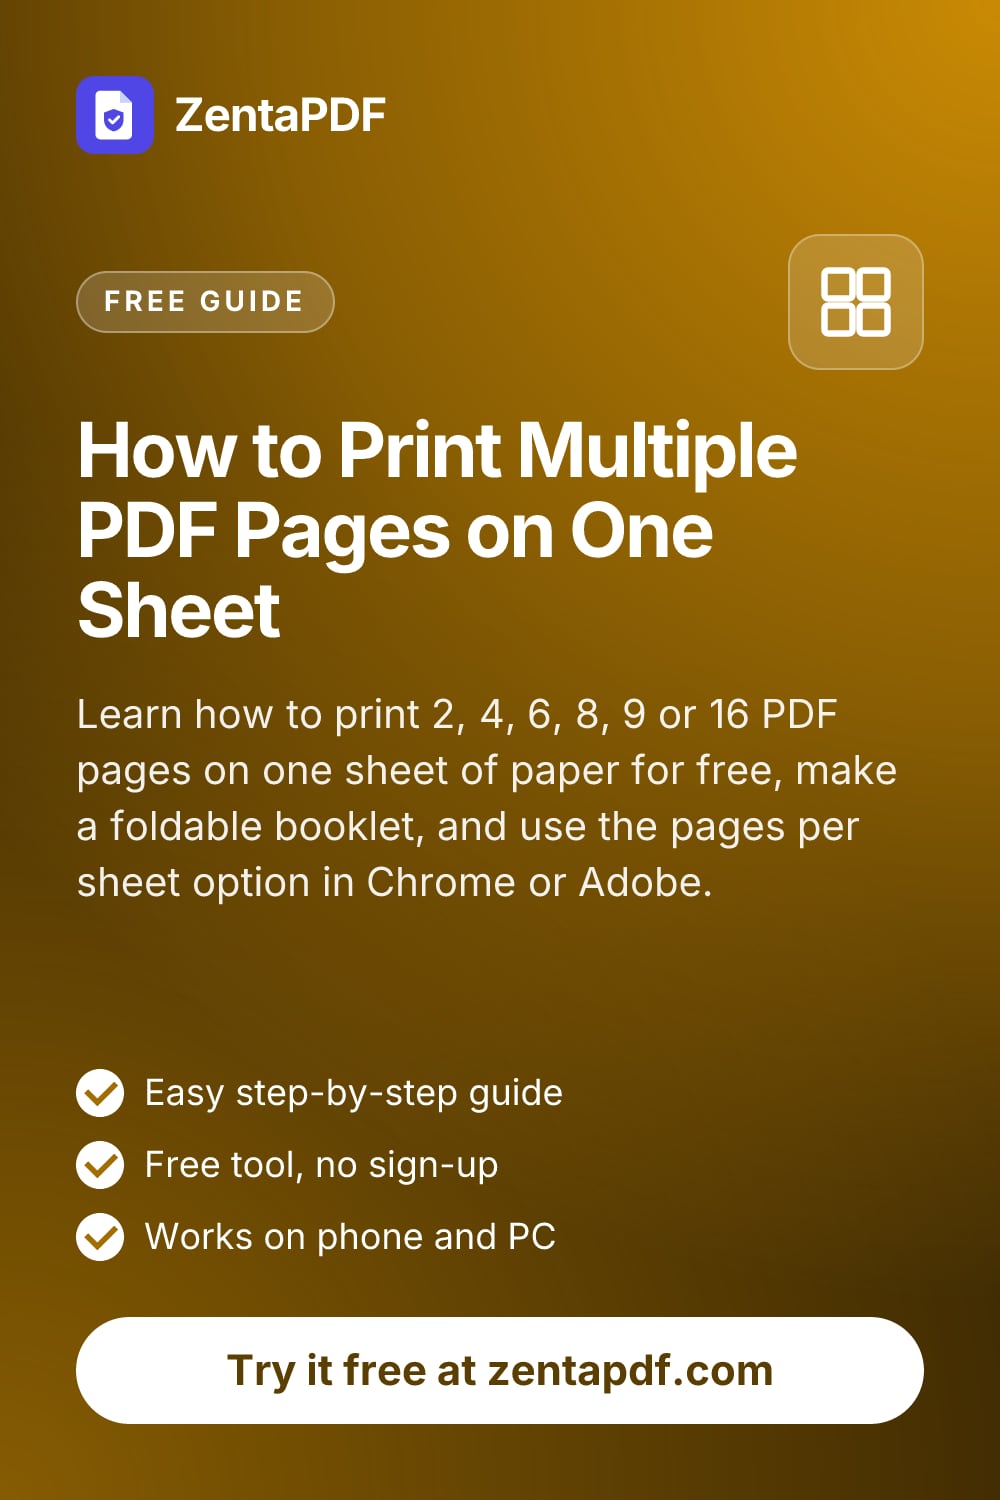 ZentaPDF
FREE GUIDE
How to Print Multiple
PDF Pages on One
Sheet
Learn how to print 2, 4, 6, 8, 9 or 16 PDF
pages on one sheet of paper for free, make
a foldable booklet, and use the pages per
sheet option in Chrome or Adobe.
Easy step-by-step guide
Free tool, no sign-up
Works on phone and PC
Try it free at zentapdf.com